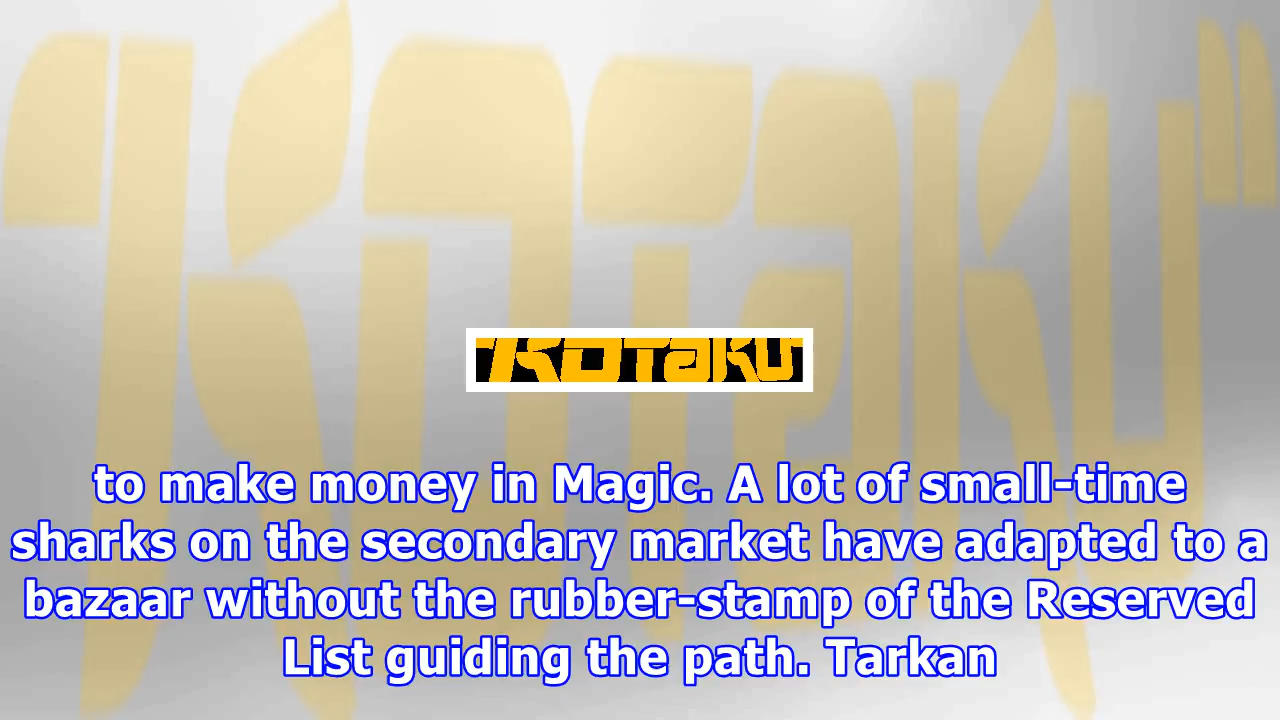 "KOTAKU"
KOTAKU
to make money in Magic. A lot of small-time
sharks on the secondary market have adapted to a
bazaar without the rubber-stamp of the Reserved
List guiding the path. Tarkan